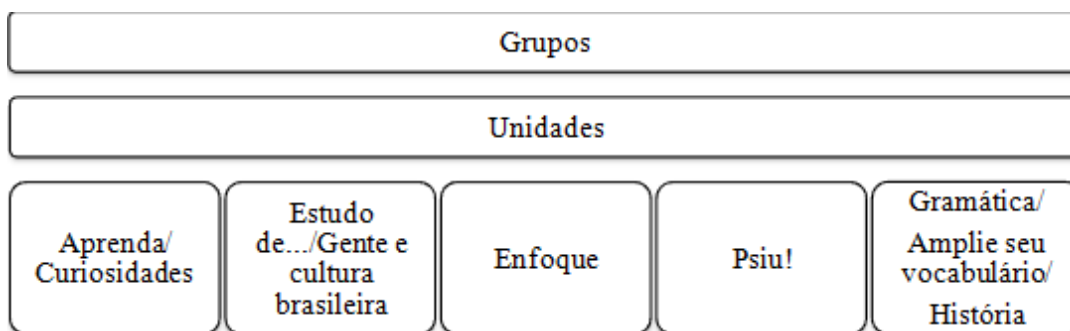 Grupos
Unidades
Aprenda/
Curiosidades
Estudo
de.../Gente e
cultura
brasileira
Enfoque
Psiu!
Gramática/
Amplie seu
vocabulário/
História